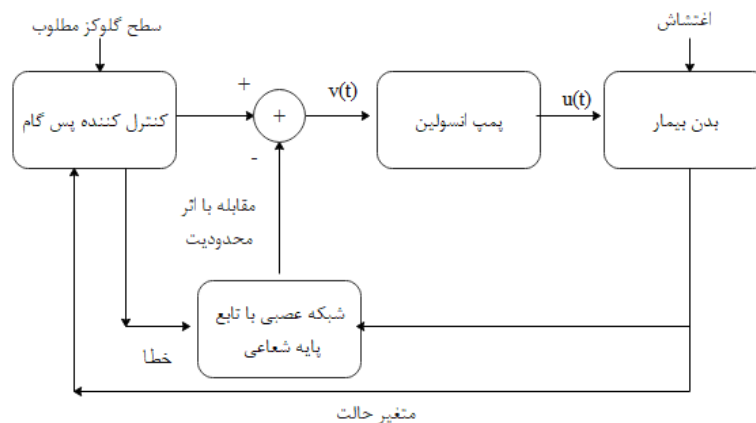 سطح گلوکز مطلوب
اغتشاش
کنترل کننده پس گام
+
+
-
v(t)
پمپ انسولین
u(t)
بدن بیمار
مقابله با اثر
محدودیت
شبکه عصبی با تابع
پایه شعاعی
خطا
متغیر حالت